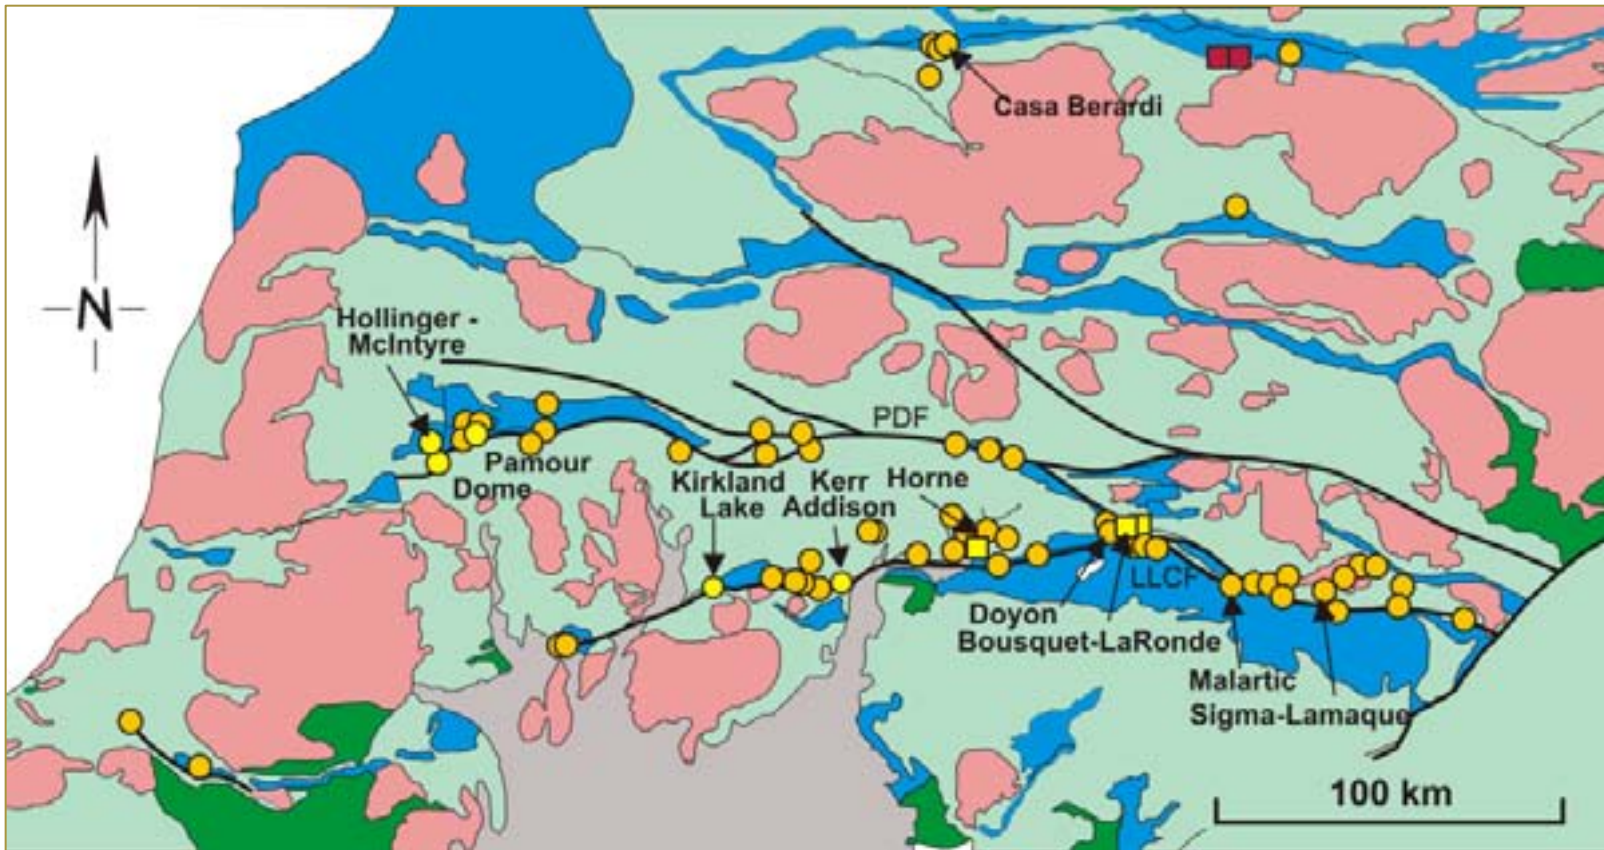 Casa Berardi
N
Hollinger -
McIntyre
PDF
Pamour
Dome
Kirkland
Lake
Kerr
Addison
Horne
LLCF
Doyon
Bousquet-LaRonde
Malartic
Sigma-Lamaque
100 km